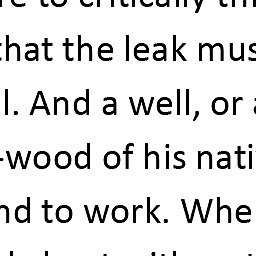 re to critically th
that the leak mus
l. And a well, or a
-wood of his nati
nd to work. Whe